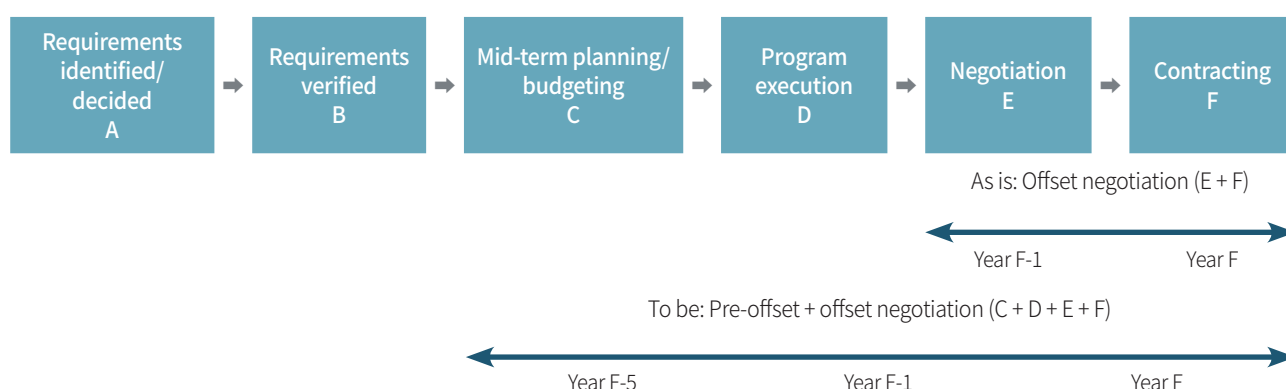 Requirements
identified/
decided
A
Requirements
verified
B
Mid-term planning/
budgeting
C
Program
execution
D
Negotiation
E
Contracting
F
As is: Offset negotiation (E + F)
Year F-1
Year F
To be: Pre-offset + offset negotiation (C + D + E + F)
Year F-5
Year F-1
Year F